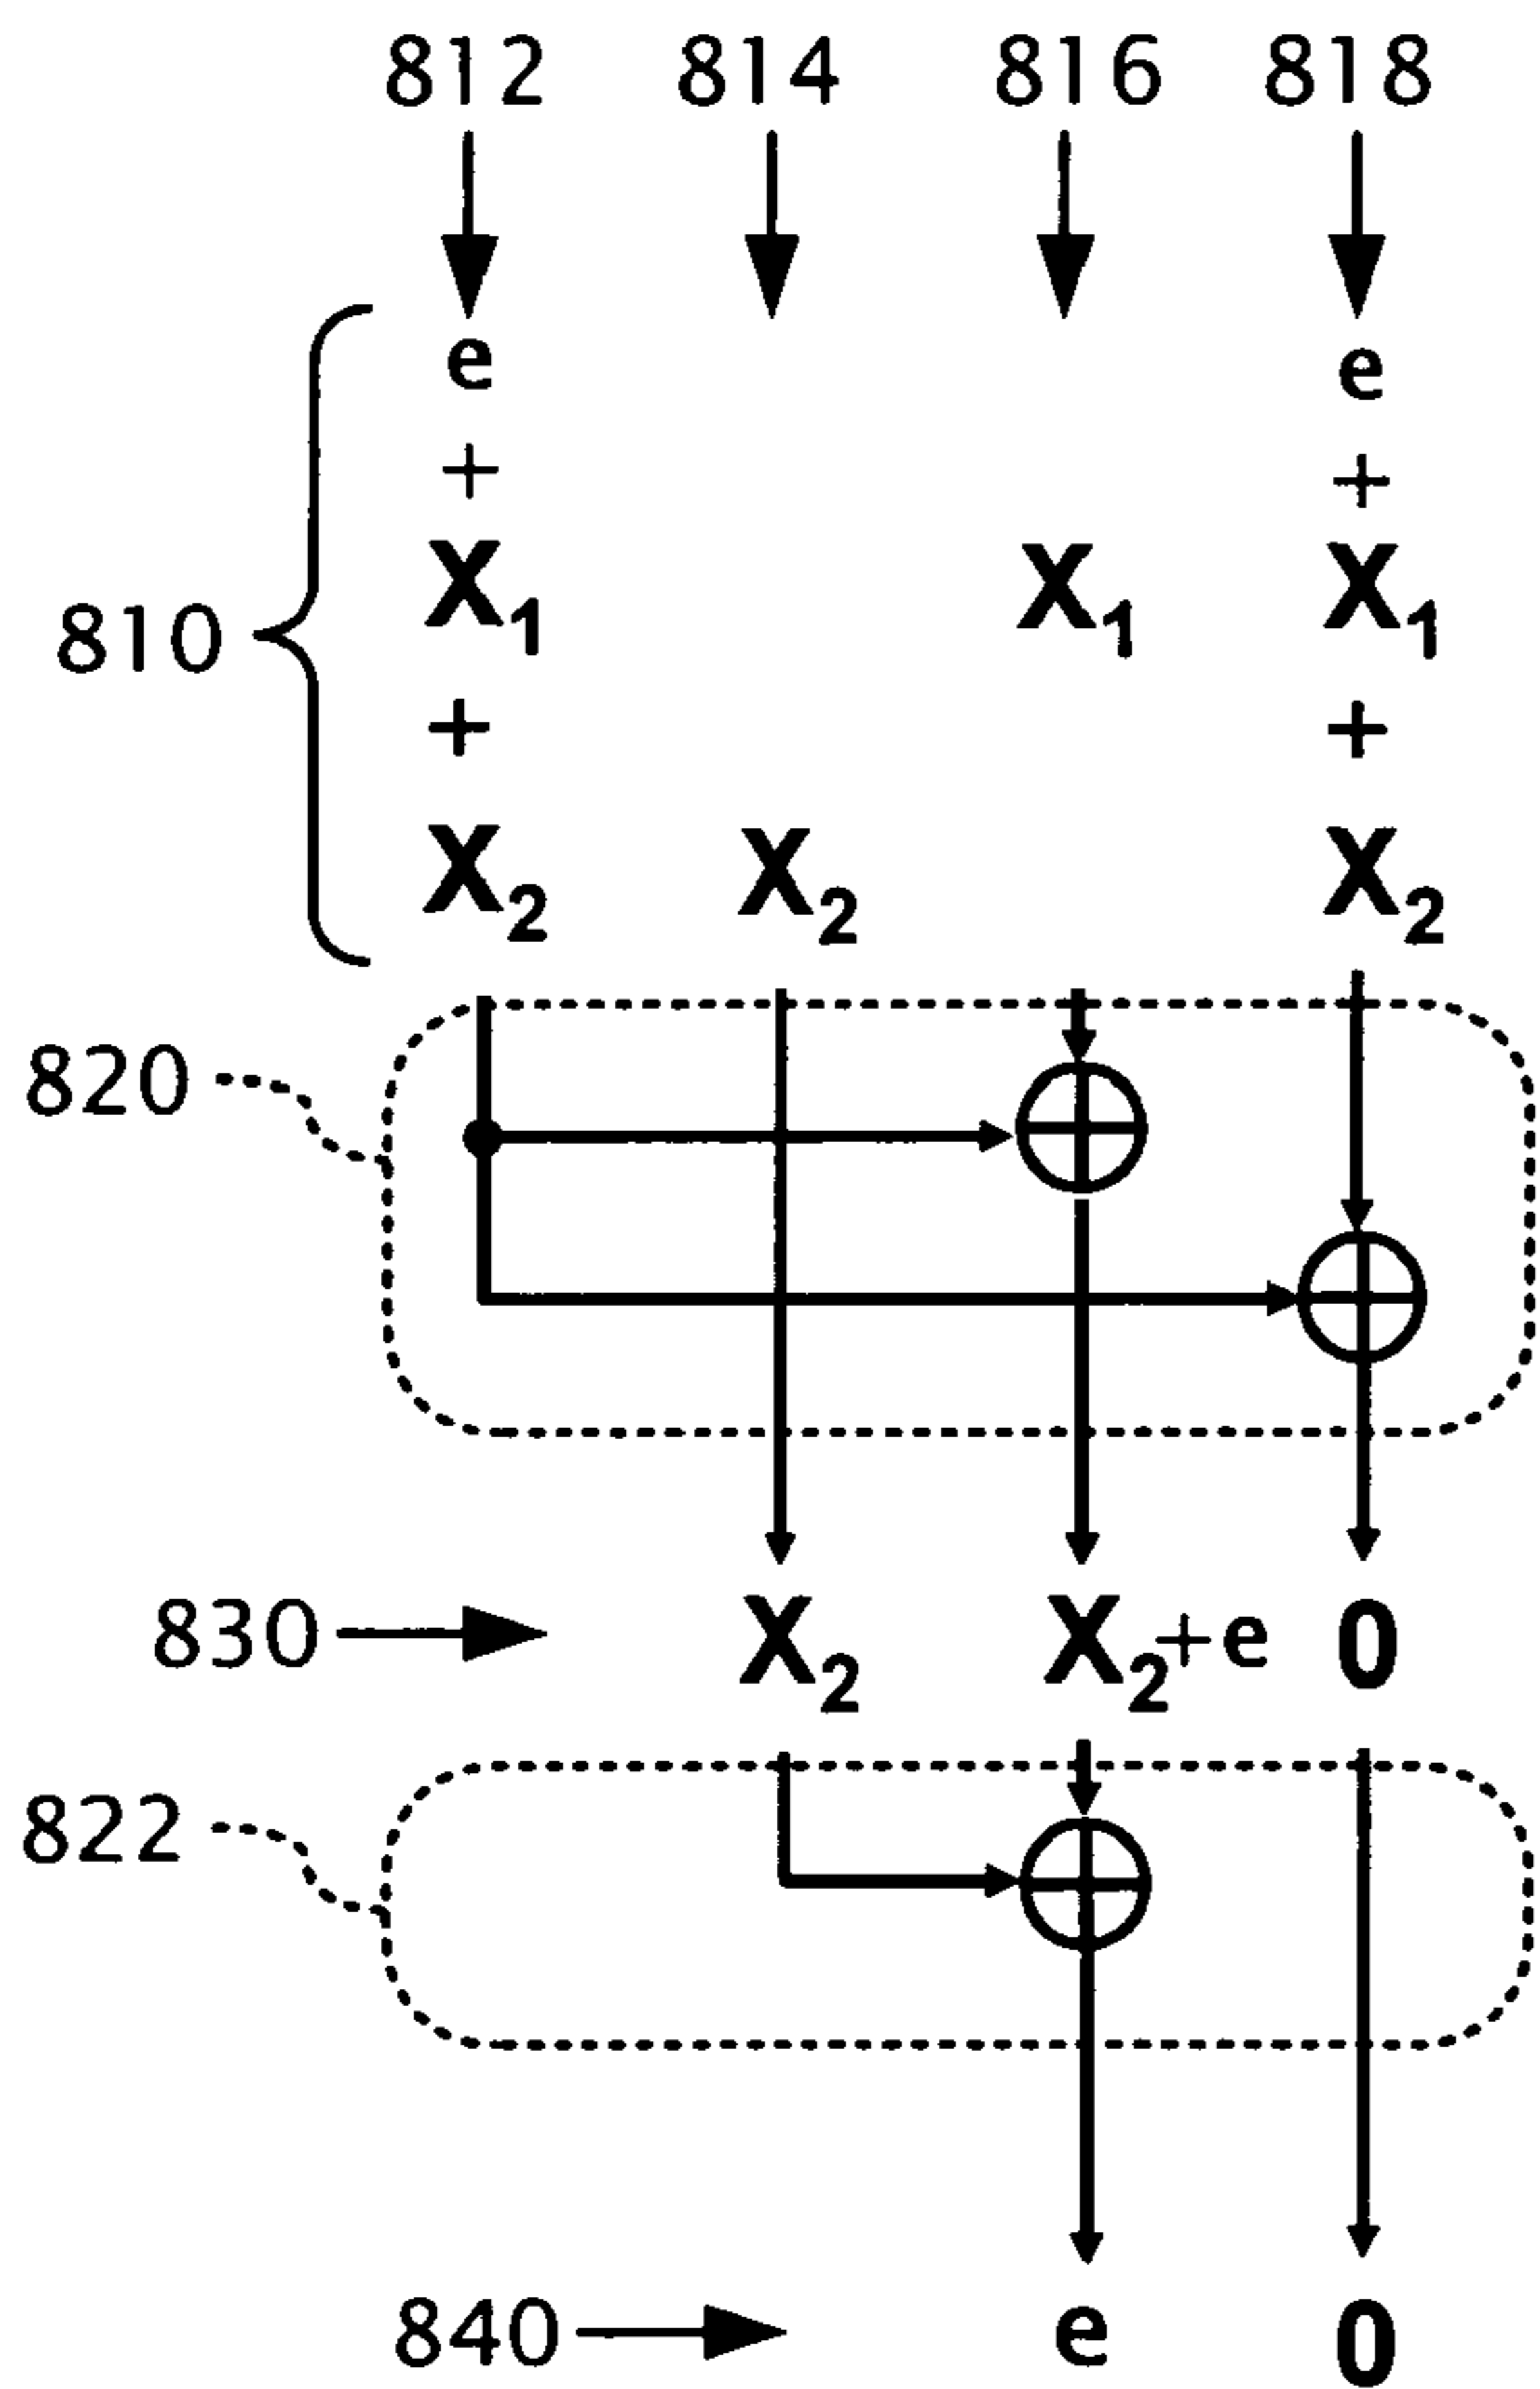 812 814 816 818
e e
+ +
X₁ X₁ X₁
810
+ +
X₂ X₂ X₂
820
830 X₂ X₂+e 0
822
840 e 0